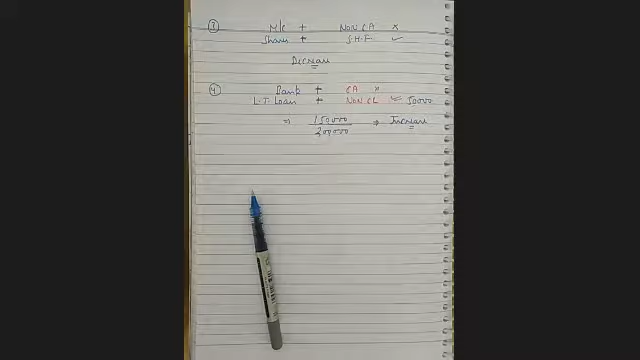 ③ M/C + NON CA ×
Shares + S.H.F. ✓
Decrease
④ Bank + CA ×
L.T. Loan + NON CL ✓ 50000
⇒ 150000 / 200000 ⇒ Increase